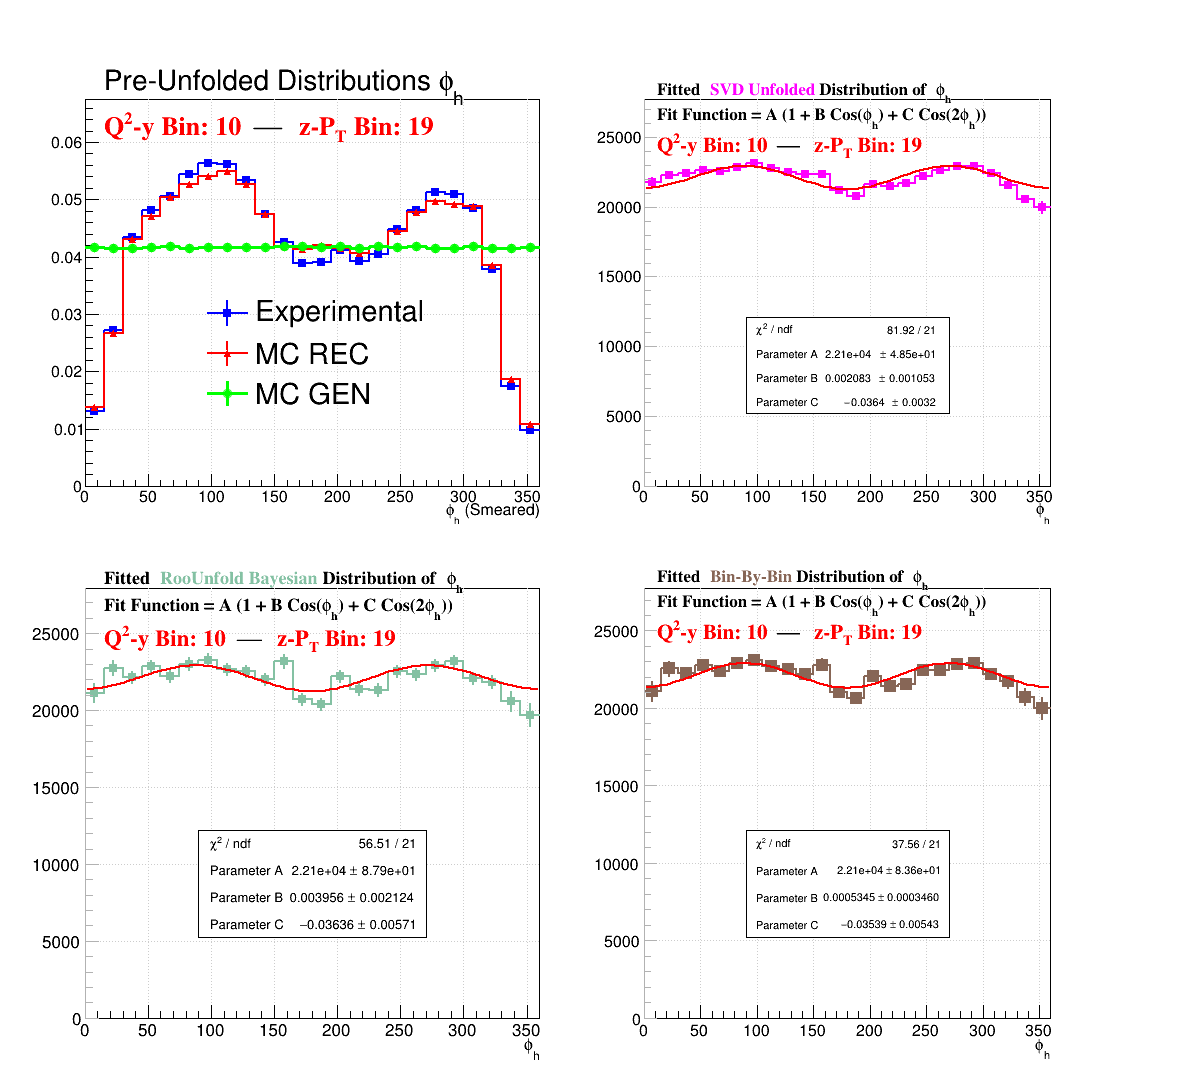 Pre-Unfolded Distributions ϕh
Q²-y Bin: 10 — z-PT Bin: 19
0.06
0.05
0.04
0.03
0.02
0.01
0
Experimental
MC REC
MC GEN
0 50 100 150 200 250 300 350
ϕh (Smeared)
Fitted SVD Unfolded Distribution of ϕh
Fit Function = A (1 + B Cos(ϕh) + C Cos(2ϕh))
Q²-y Bin: 10 — z-PT Bin: 19
25000
20000
15000
10000
5000
0
χ² / ndf 81.92 / 21
Parameter A 2.21e+04 ± 4.85e+01
Parameter B 0.002083 ± 0.001053
Parameter C −0.0364 ± 0.0032
0 50 100 150 200 250 300 350
ϕh
Fitted RooUnfold Bayesian Distribution of ϕh
Fit Function = A (1 + B Cos(ϕh) + C Cos(2ϕh))
Q²-y Bin: 10 — z-PT Bin: 19
25000
20000
15000
10000
5000
0
χ² / ndf 56.51 / 21
Parameter A 2.21e+04 ± 8.79e+01
Parameter B 0.003956 ± 0.002124
Parameter C −0.03636 ± 0.00571
0 50 100 150 200 250 300 350
ϕh
Fitted Bin-By-Bin Distribution of ϕh
Fit Function = A (1 + B Cos(ϕh) + C Cos(2ϕh))
Q²-y Bin: 10 — z-PT Bin: 19
25000
20000
15000
10000
5000
0
χ² / ndf 37.56 / 21
Parameter A 2.21e+04 ± 8.36e+01
Parameter B 0.0005345 ± 0.0003460
Parameter C −0.03539 ± 0.00543
0 50 100 150 200 250 300 350
ϕh